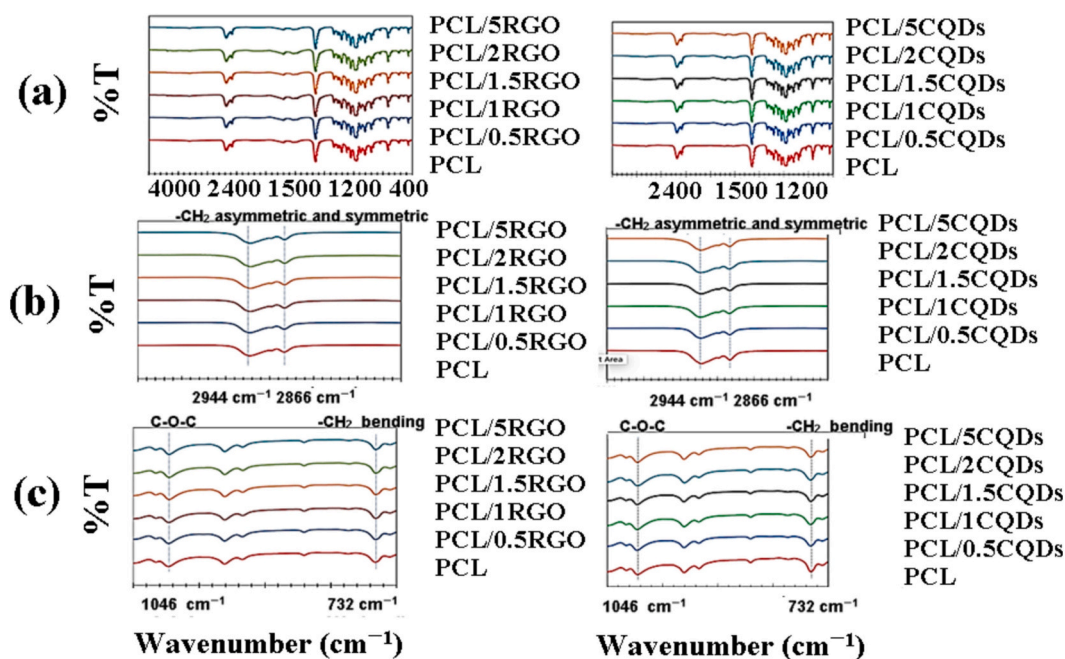 (a)
%T
PCL/5RGO
PCL/2RGO
PCL/1.5RGO
PCL/1RGO
PCL/0.5RGO
PCL
4000 2400 1500 1200 400
PCL/5CQDs
PCL/2CQDs
PCL/1.5CQDs
PCL/1CQDs
PCL/0.5CQDs
PCL
2400 1500 1200
(b)
%T
-CH₂ asymmetric and symmetric
PCL/5RGO
PCL/2RGO
PCL/1.5RGO
PCL/1RGO
PCL/0.5RGO
PCL
2944 cm⁻¹ 2866 cm⁻¹
-CH₂ asymmetric and symmetric
PCL/5CQDs
PCL/2CQDs
PCL/1.5CQDs
PCL/1CQDs
PCL/0.5CQDs
PCL
t Area
2944 cm⁻¹ 2866 cm⁻¹
(c)
%T
C-O-C -CH₂ bending
PCL/5RGO
PCL/2RGO
PCL/1.5RGO
PCL/1RGO
PCL/0.5RGO
PCL
1046 cm⁻¹ 732 cm⁻¹
Wavenumber (cm⁻¹)
C-O-C -CH₂ bending
PCL/5CQDs
PCL/2CQDs
PCL/1.5CQDs
PCL/1CQDs
PCL/0.5CQDs
PCL
1046 cm⁻¹ 732 cm⁻¹
Wavenumber (cm⁻¹)